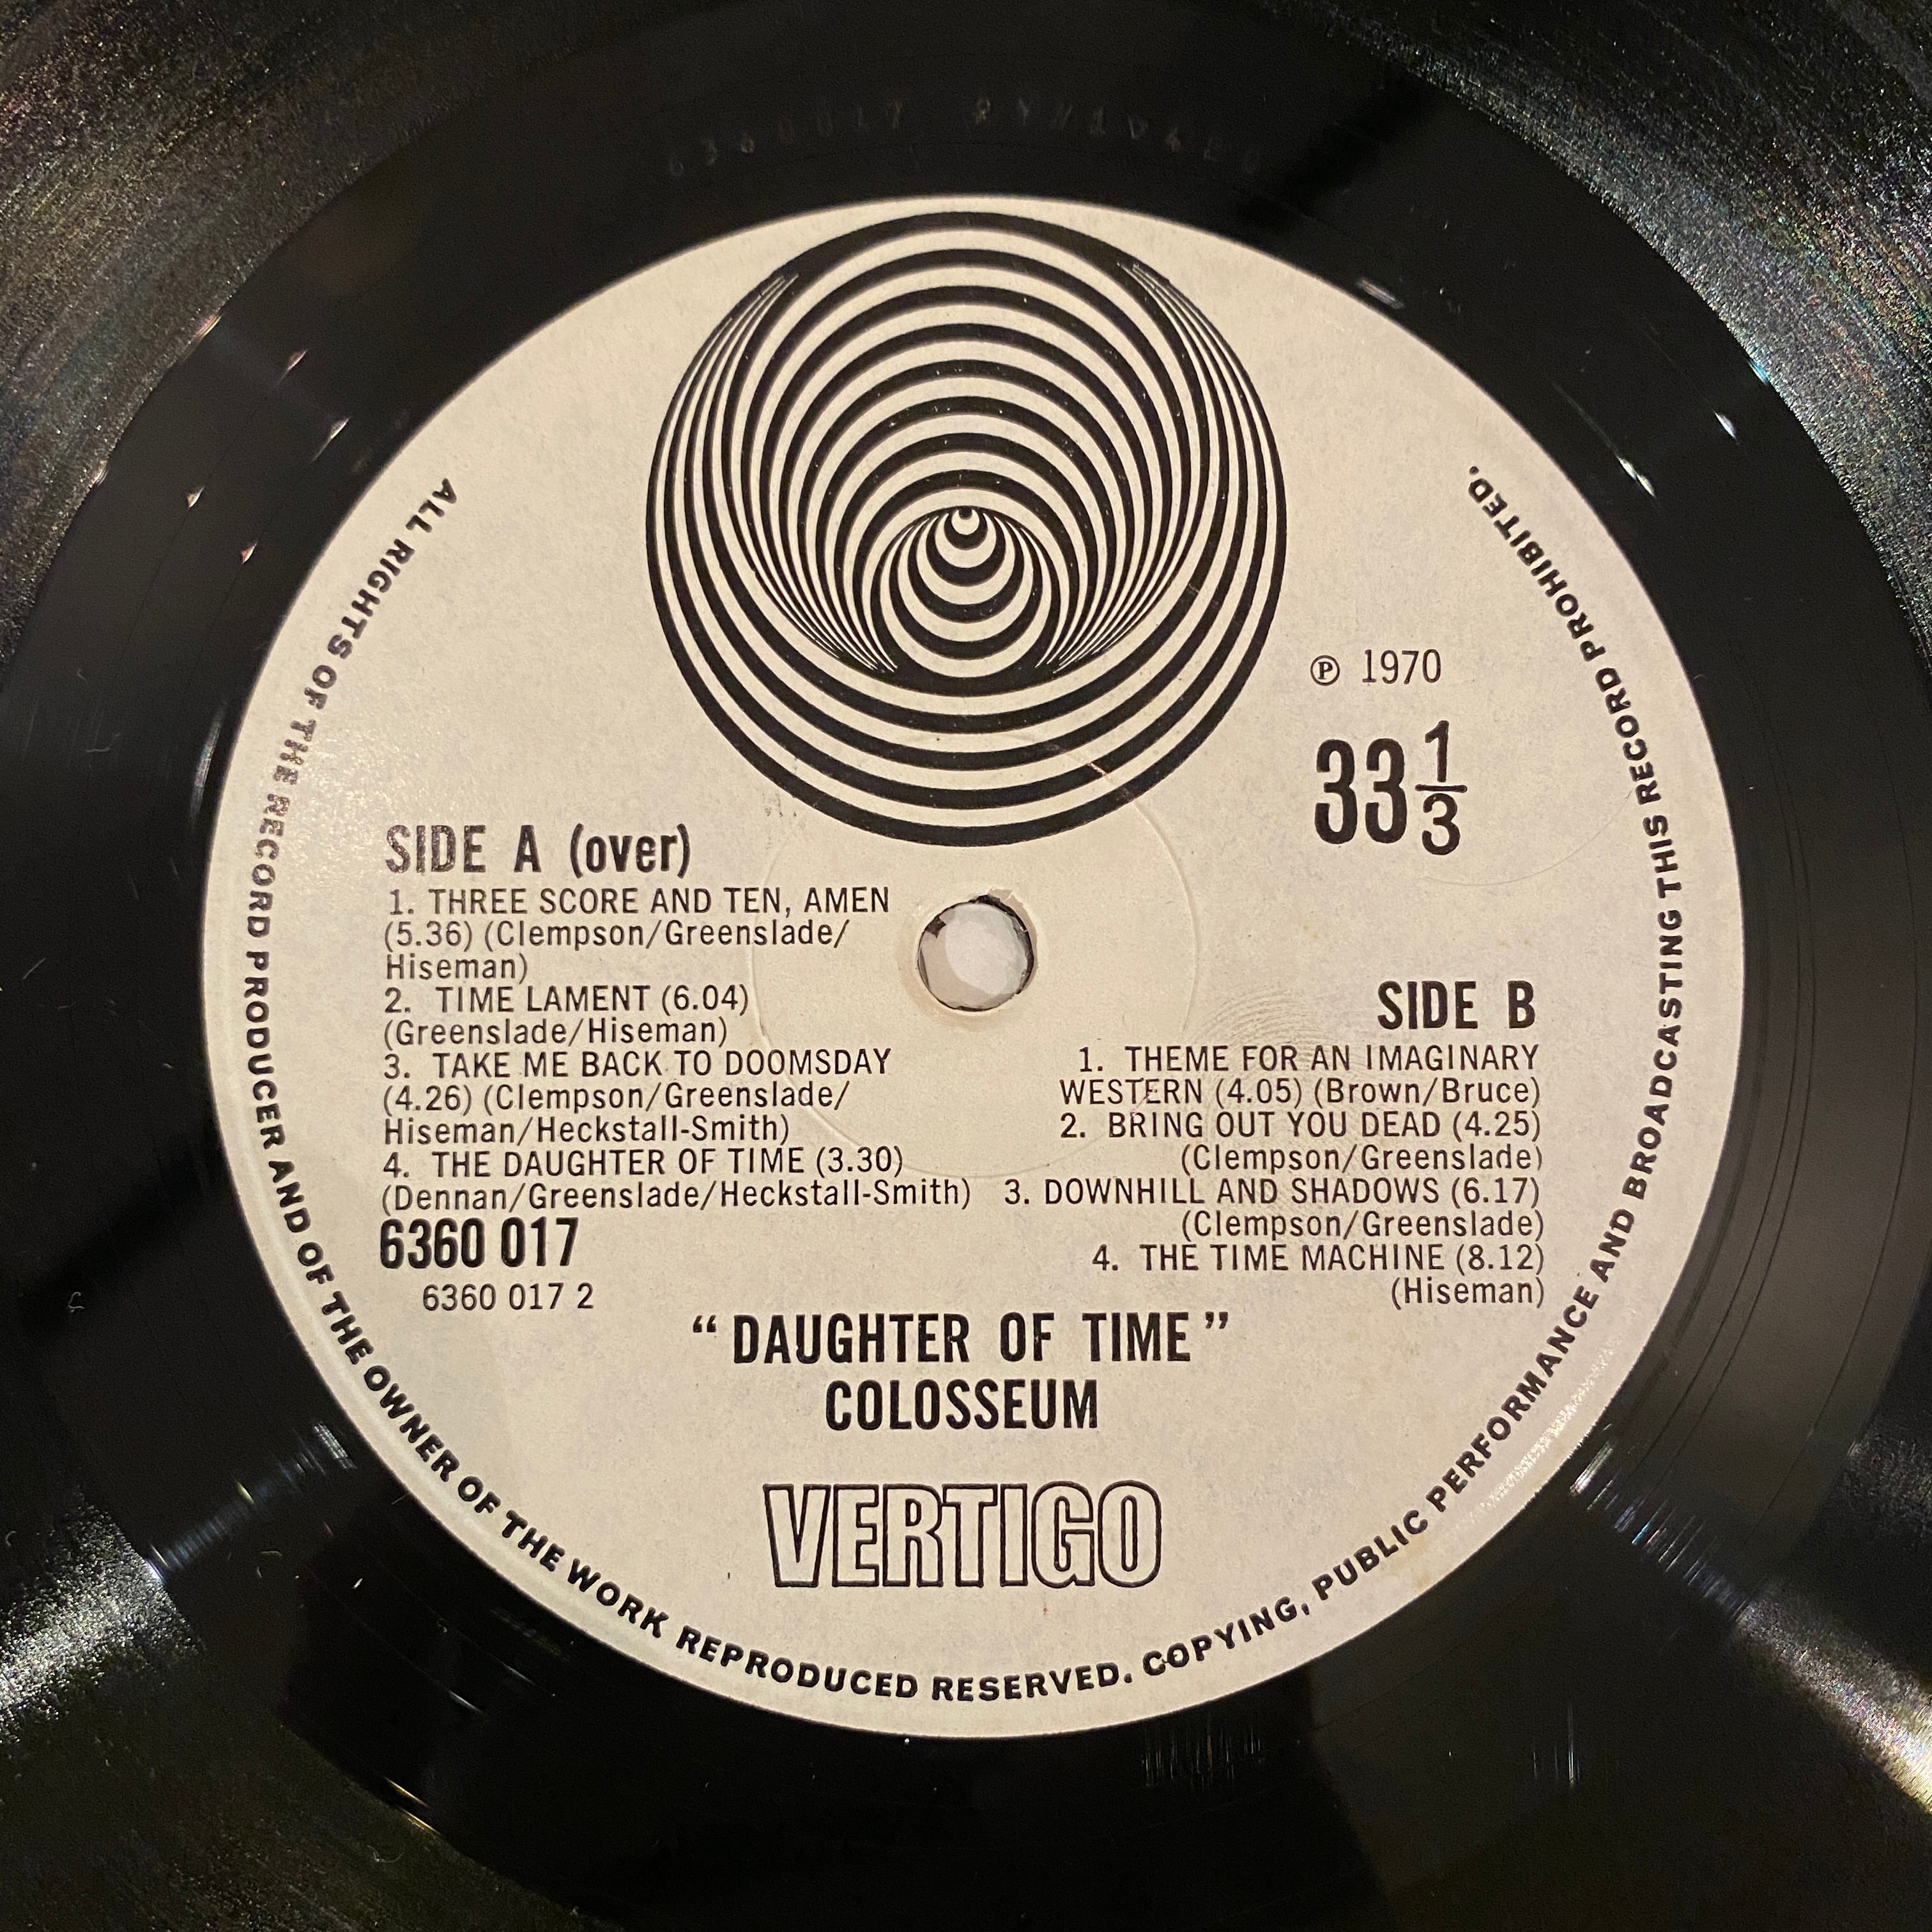 ALL RIGHTS OF THE RECORD PRODUCER AND OF THE OWNER OF THE WORK REPRODUCED RESERVED. COPYING, PUBLIC PERFORMANCE AND BROADCASTING THIS RECORD PROHIBITED.
℗ 1970
33 1/3
SIDE A (over)
1. THREE SCORE AND TEN, AMEN
(5.36) (Clempson/Greenslade/
Hiseman)
2. TIME LAMENT (6.04)
(Greenslade/Hiseman)
3. TAKE ME BACK TO DOOMSDAY
(4.26) (Clempson/Greenslade/
Hiseman/Heckstall-Smith)
4. THE DAUGHTER OF TIME (3.30)
(Dennan/Greenslade/Heckstall-Smith)
6360 017
6360 017 2
SIDE B
1. THEME FOR AN IMAGINARY
WESTERN (4.05) (Brown/Bruce)
2. BRING OUT YOU DEAD (4.25)
(Clempson/Greenslade)
3. DOWNHILL AND SHADOWS (6.17)
(Clempson/Greenslade)
4. THE TIME MACHINE (8.12)
(Hiseman)
“DAUGHTER OF TIME”
COLOSSEUM
VERTIGO